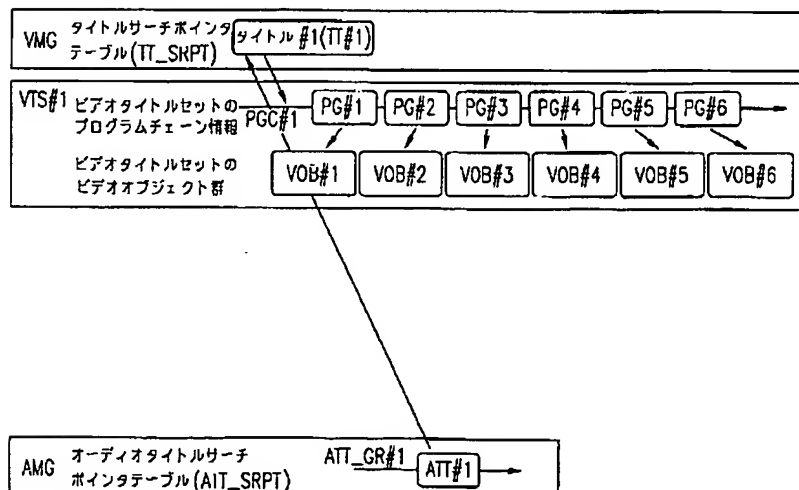 VMG
タイトルサーチポインタ
テーブル(TT_SRPT)
タイトル #1(TT#1)
VTS#1
ビデオタイトルセットの
プログラムチェーン情報
PGC#1
PG#1
PG#2
PG#3
PG#4
PG#5
PG#6
ビデオタイトルセットの
ビデオオブジェクト群
VOB#1
VOB#2
VOB#3
VOB#4
VOB#5
VOB#6
AMG
オーディオタイトルサーチ
ポインタテーブル(AIT_SRPT)
ATT_GR#1
ATT#1